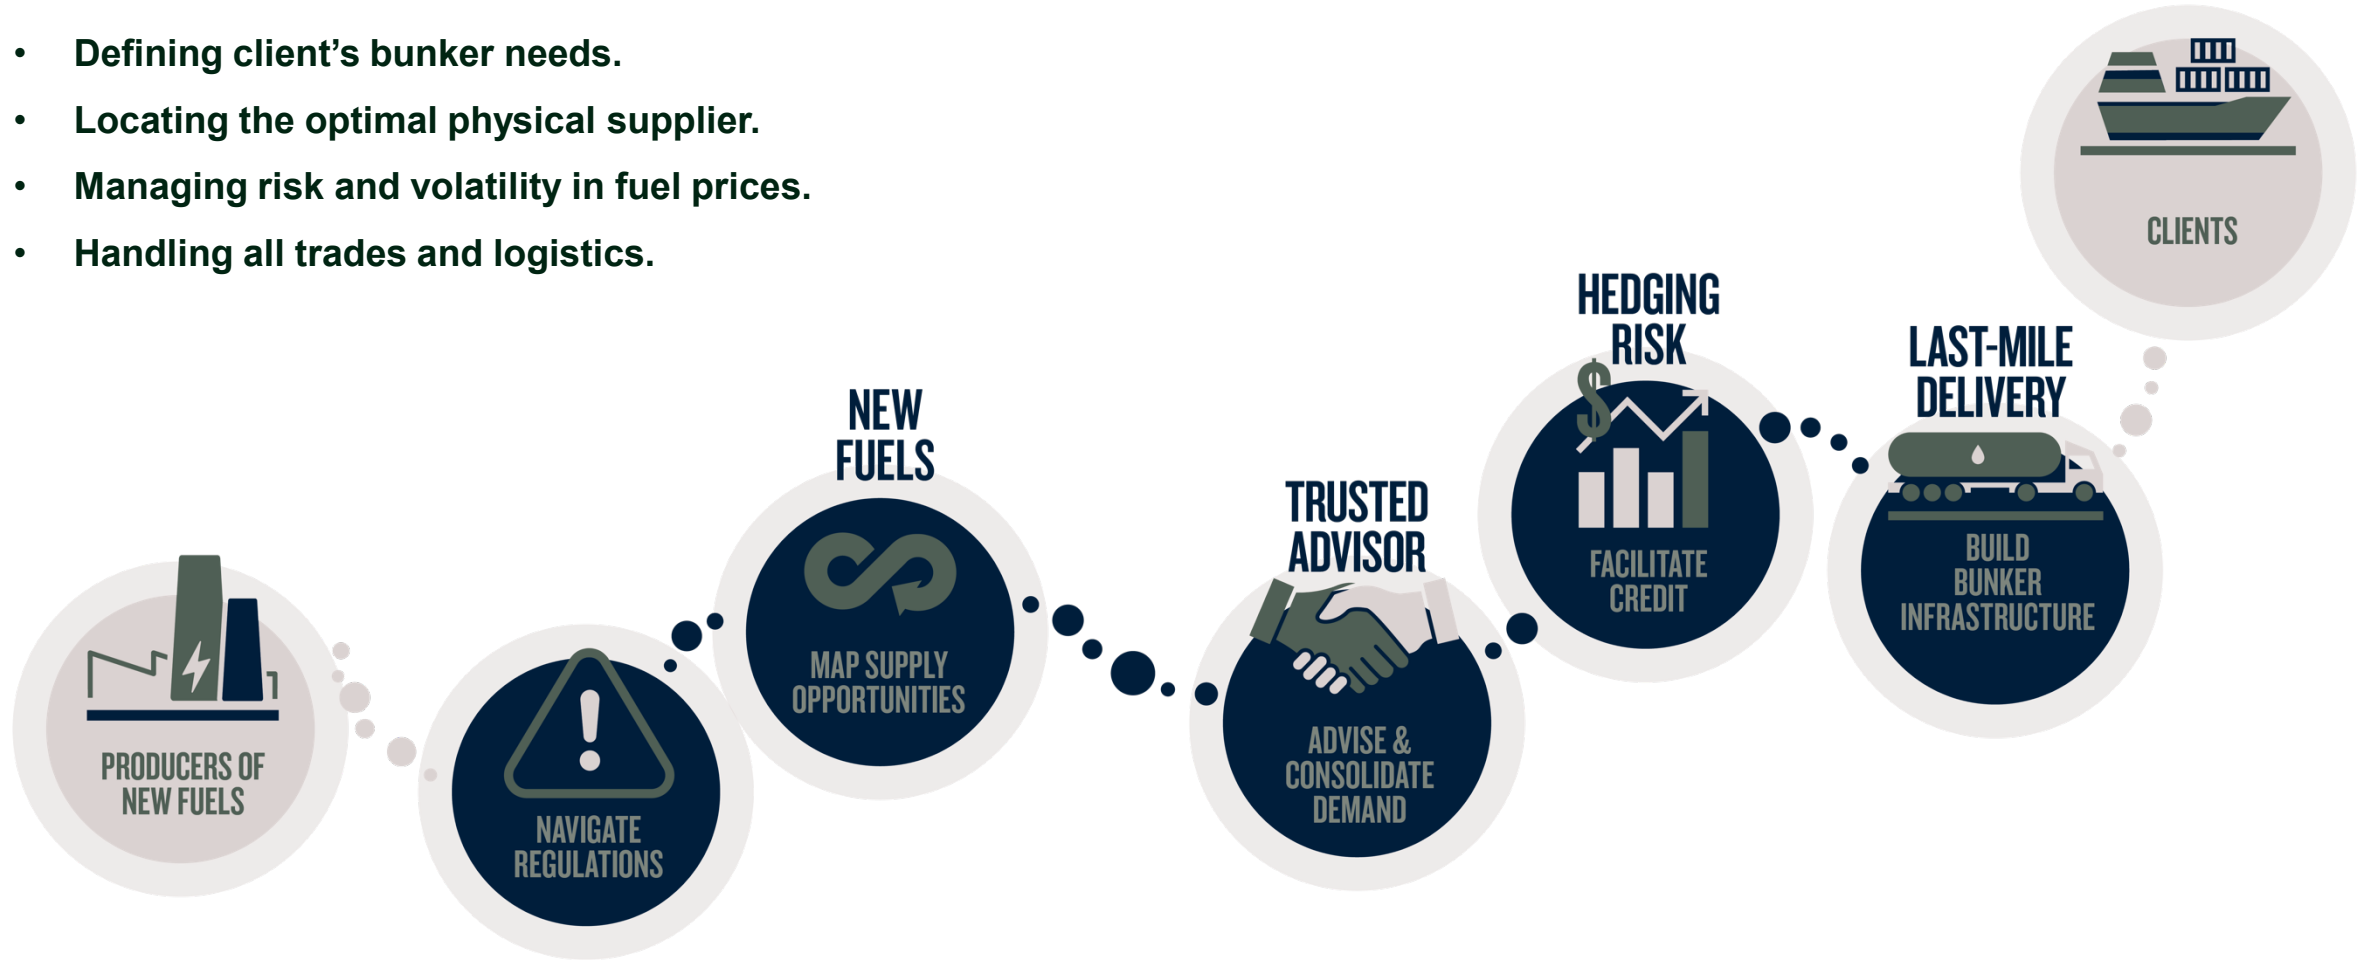 • Defining client’s bunker needs.
• Locating the optimal physical supplier.
• Managing risk and volatility in fuel prices.
• Handling all trades and logistics.
PRODUCERS OF
NEW FUELS
NAVIGATE
REGULATIONS
NEW
FUELS
MAP SUPPLY
OPPORTUNITIES
TRUSTED
ADVISOR
ADVISE &
CONSOLIDATE
DEMAND
HEDGING
RISK
$
FACILITATE
CREDIT
LAST-MILE
DELIVERY
BUILD
BUNKER
INFRASTRUCTURE
CLIENTS